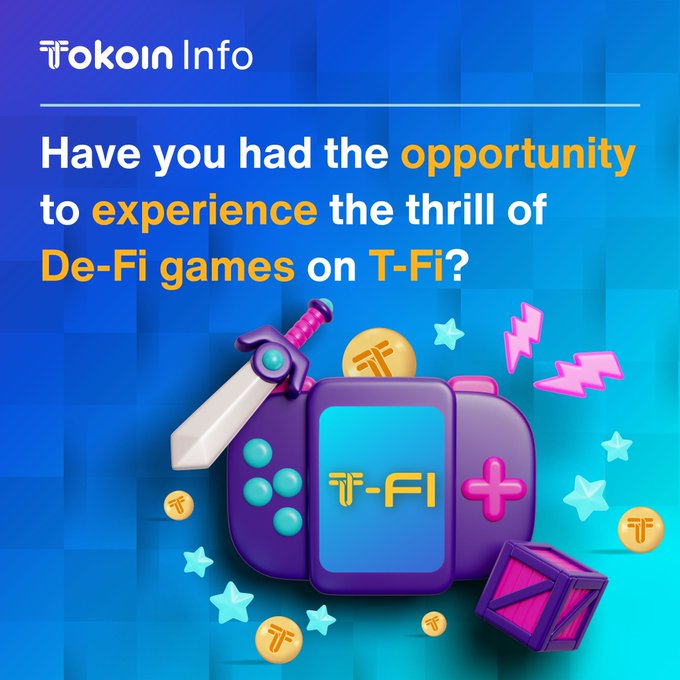 Tokoin Info
Have you had the opportunity
to experience the thrill of
De-Fi games on T-Fi?
T-FI